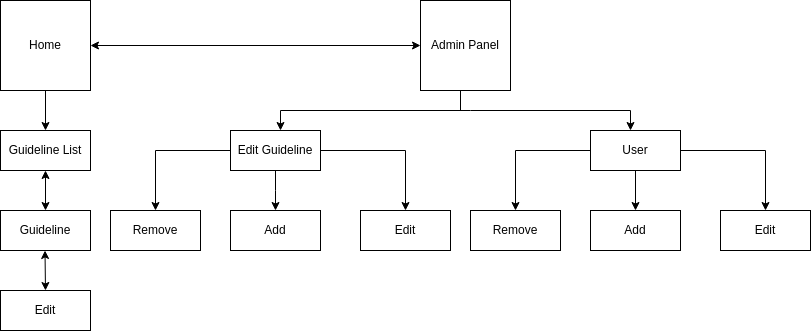 Home
Admin Panel
Guideline List
Edit Guideline
User
Guideline
Remove
Add
Edit
Remove
Add
Edit
Edit